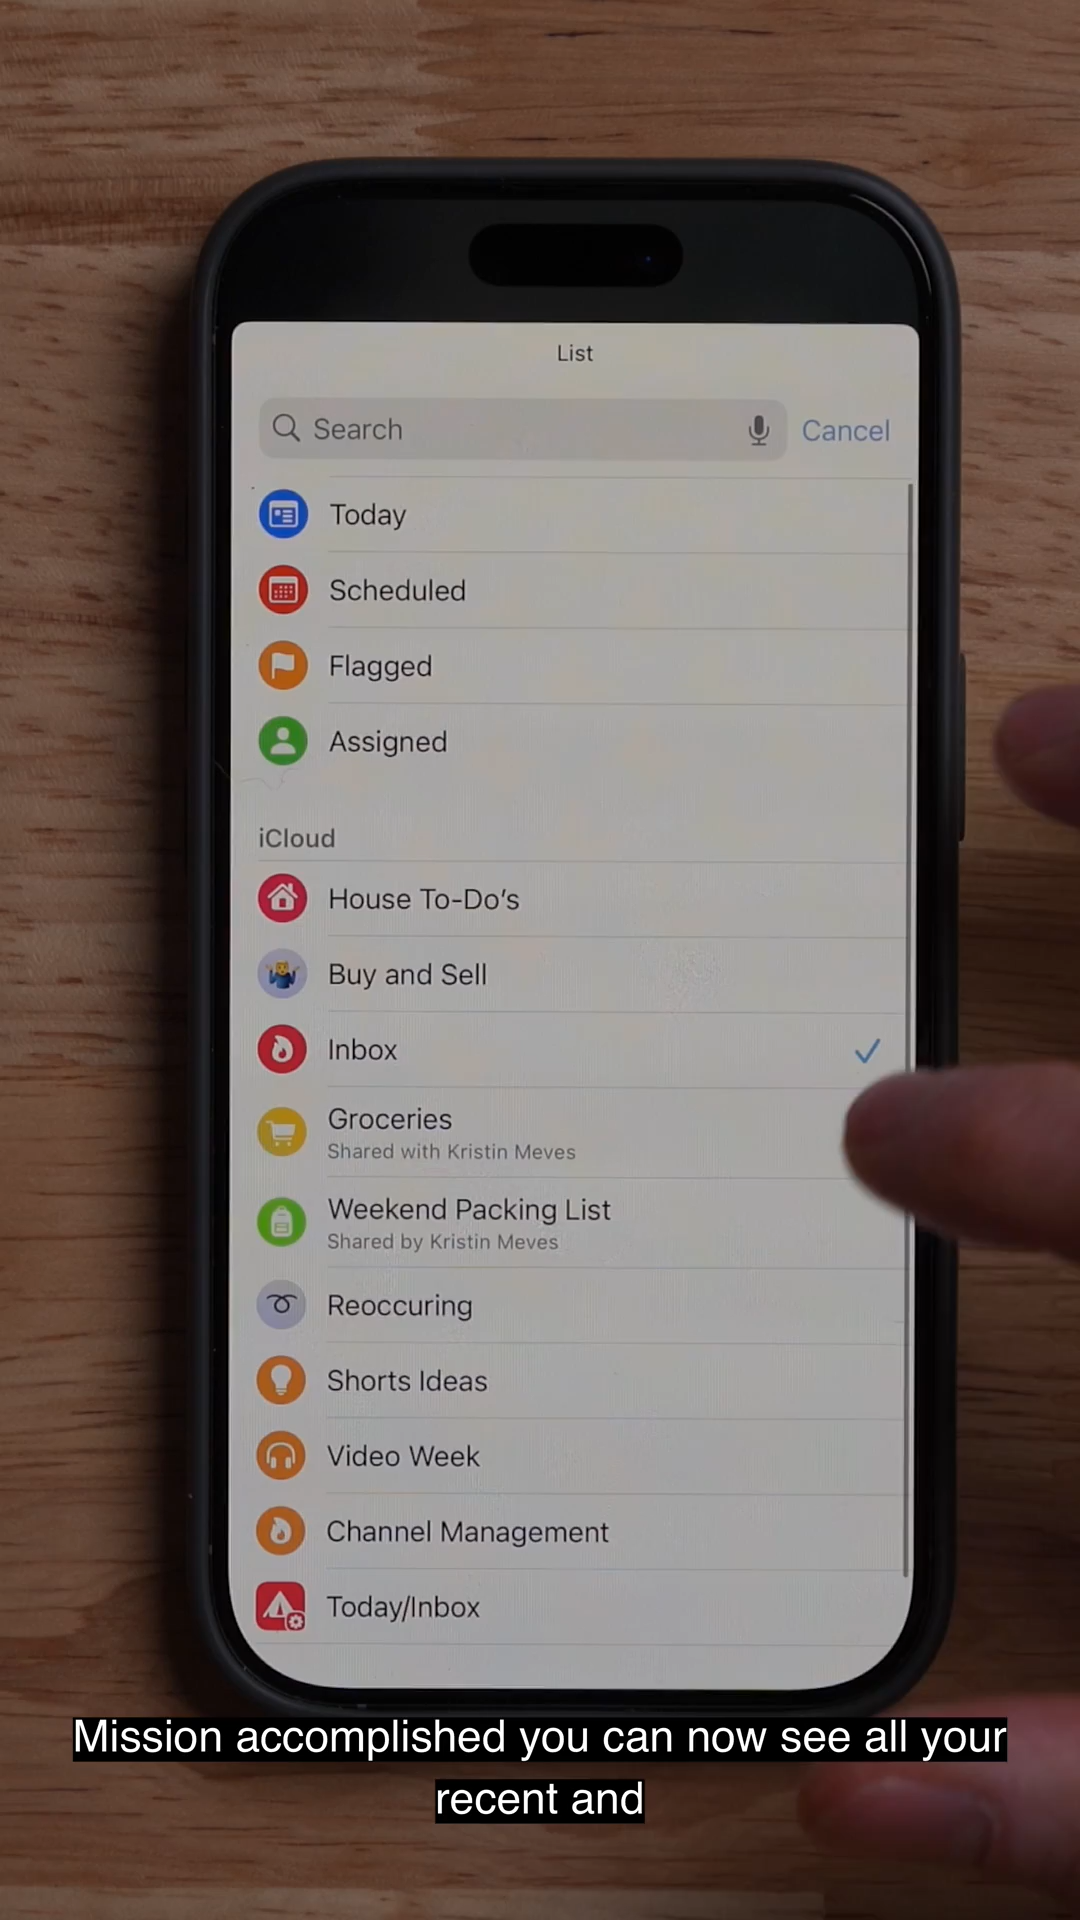 List
Search
Cancel
Today
Scheduled
Flagged
Assigned
iCloud
House To-Do's
Buy and Sell
Inbox
Groceries
Shared with Kristin Meves
Weekend Packing List
Shared by Kristin Meves
Reoccuring
Shorts Ideas
Video Week
Channel Management
Today/Inbox
Mission accomplished you can now see all your
recent and